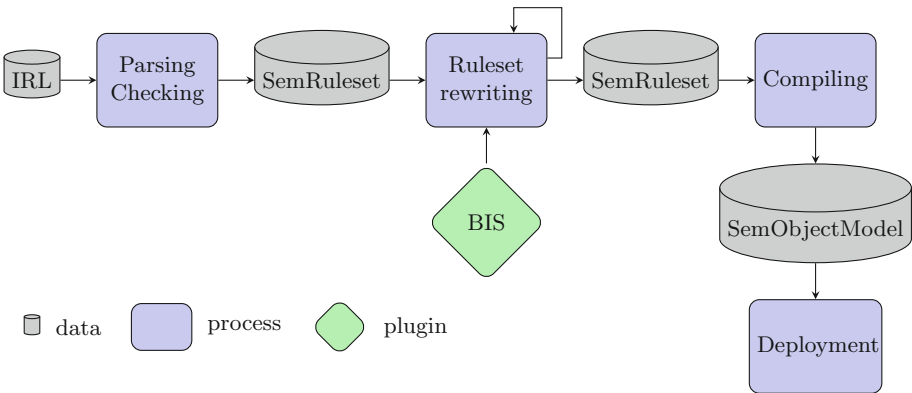 IRL
Parsing
Checking
SemRuleset
Ruleset
rewriting
SemRuleset
Compiling
BIS
SemObjectModel
data
process
plugin
Deployment